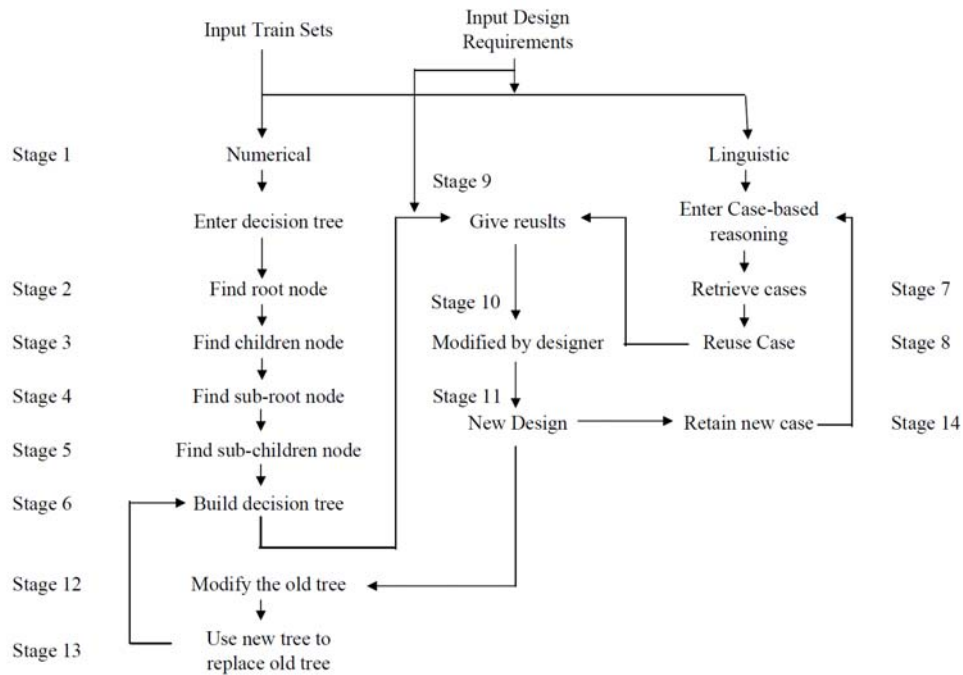 Input Train Sets
Input Design
Requirements
Stage 1
Numerical
Linguistic
Stage 9
Enter decision tree
Give reuslts
Enter Case-based
reasoning
Stage 2
Find root node
Stage 10
Retrieve cases
Stage 7
Stage 3
Find children node
Modified by designer
Reuse Case
Stage 8
Stage 4
Find sub-root node
Stage 11
New Design
Retain new case
Stage 14
Stage 5
Find sub-children node
Stage 6
Build decision tree
Stage 12
Modify the old tree
Stage 13
Use new tree to
replace old tree